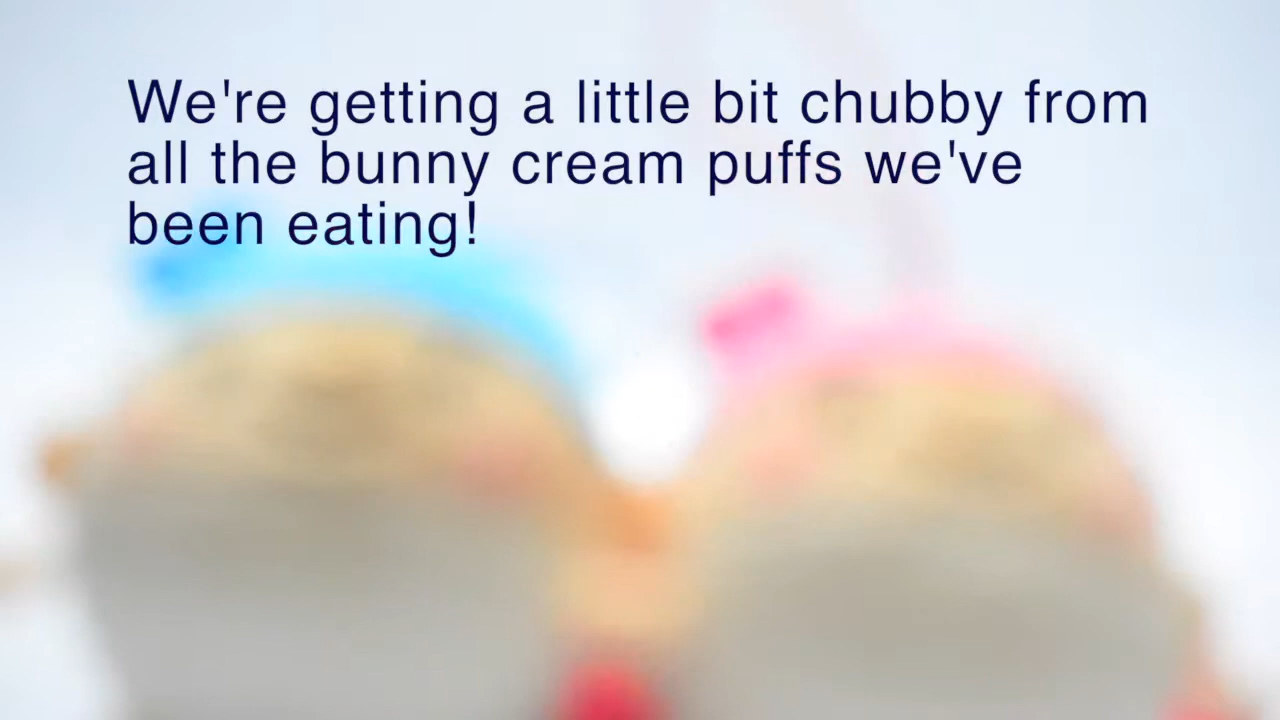 We're getting a little bit chubby from
all the bunny cream puffs we've
been eating!